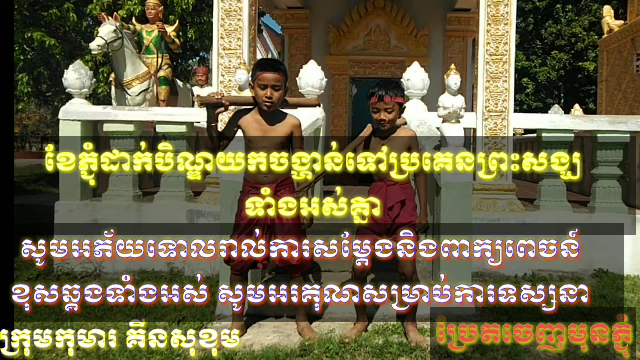 ខែភ្ជុំដាក់បិណ្ឌយកចង្ហាន់ទៅប្រគេនព្រះសង្ឃ
ទាំងអស់គ្នា
សូមអភ័យទោលរាល់ការសម្ដែងនិងពាក្យពេចន៍
ខុសឆ្គងទាំងអស់ សូមអរគុណសម្រាប់ការទស្សនា
ក្រុមកុមារ គីនសុខុម
ប្រែតចេញមុនភ្ជុំ